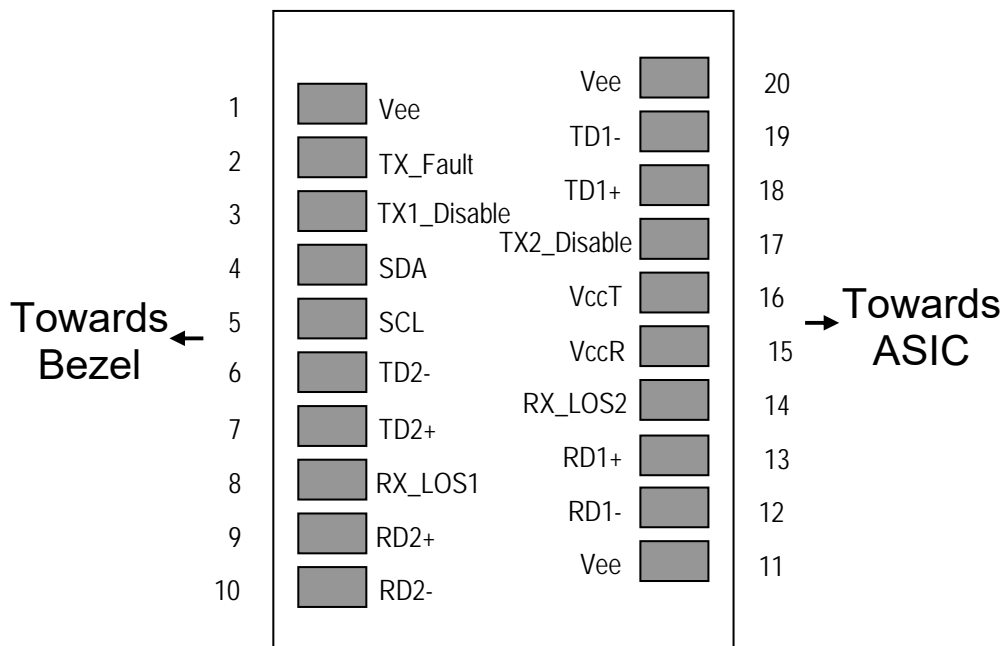 1 Vee
2 TX_Fault
3 TX1_Disable
4 SDA
5 SCL
6 TD2-
7 TD2+
8 RX_LOS1
9 RD2+
10 RD2-
Vee 20
TD1- 19
TD1+ 18
TX2_Disable 17
VccT 16
VccR 15
RX_LOS2 14
RD1+ 13
RD1- 12
Vee 11
Towards
Bezel
Towards
ASIC